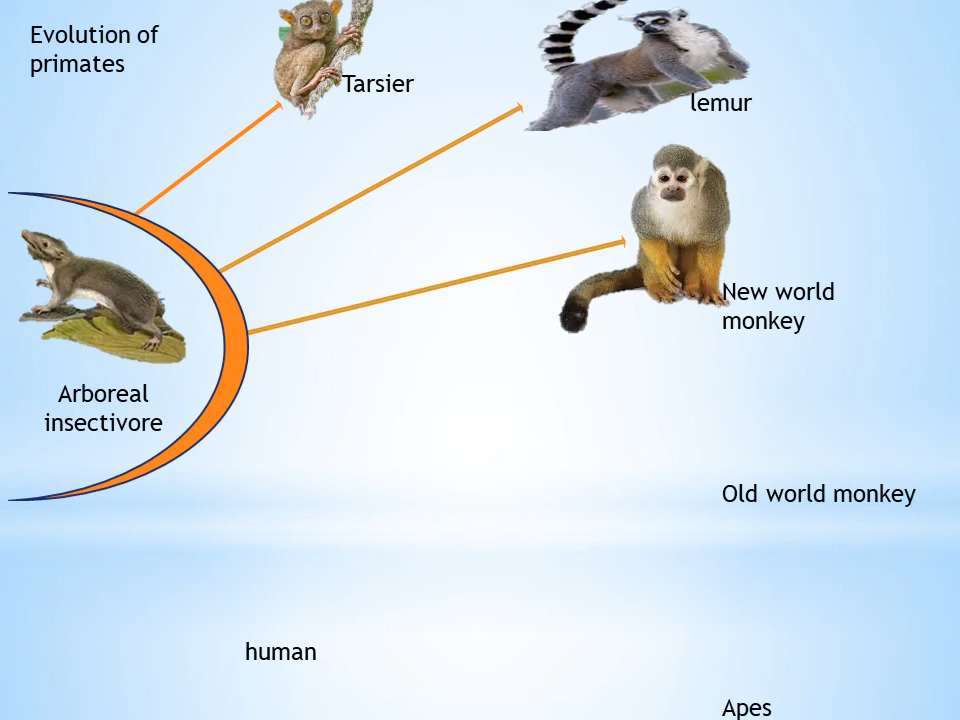 Evolution of
primates
Tarsier
lemur
New world
monkey
Arboreal
insectivore
Old world monkey
human
Apes